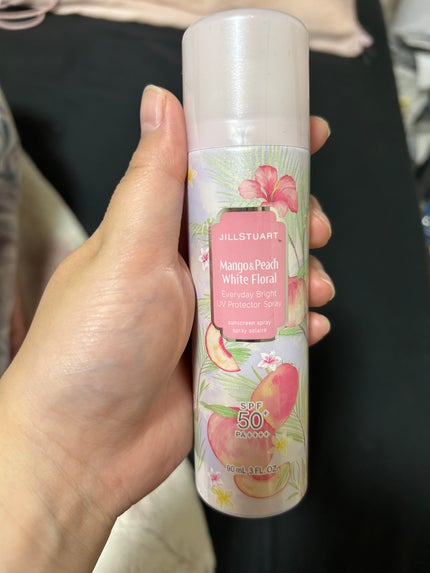 JILLSTUART
Mango&Peach
White Floral
Everyday Bright
UV Protector Spray
sunscreen spray
spray solaire
SPF
50+
PA++++
90 mL, 3 FL.OZ.